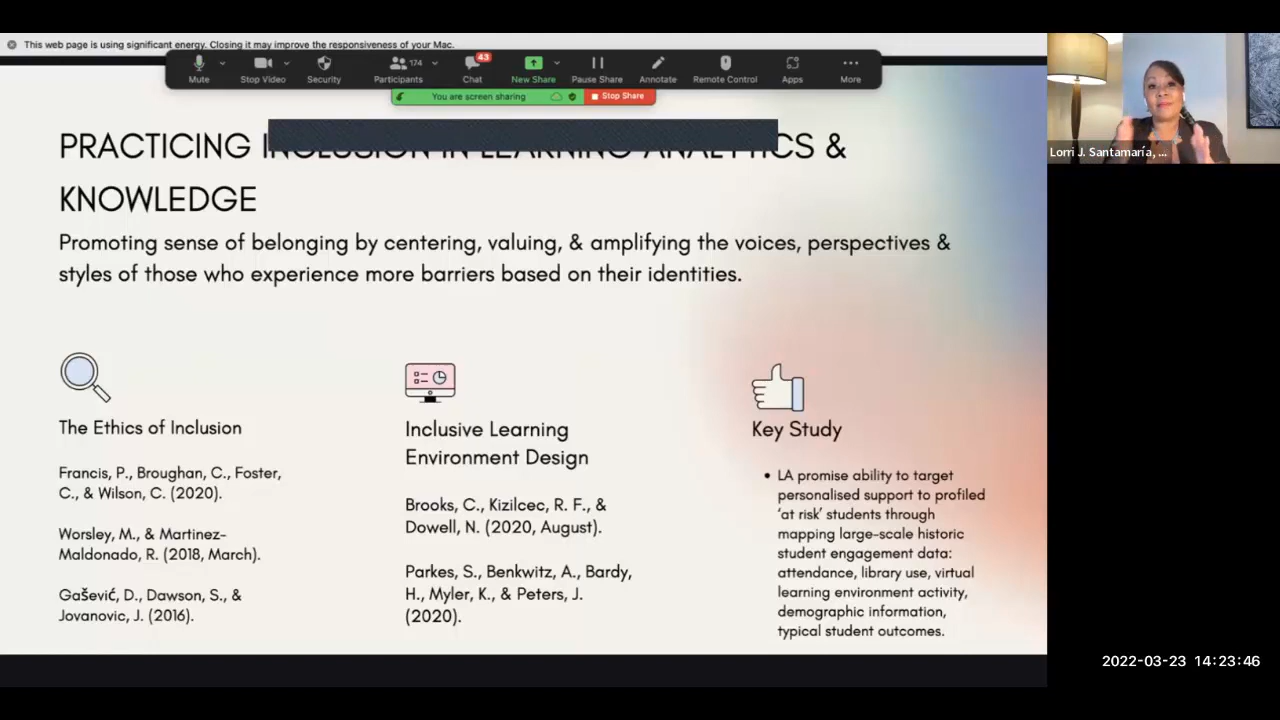 This web page is using significant energy. Closing it may improve the responsiveness of your Mac.
Mute
Stop Video
Security
174
Participants
43
Chat
New Share
Pause Share
Annotate
Remote Control
Apps
More
You are screen sharing
Stop Share
PRACTICING INCLUSION IN LEARNING ANALYTICS &
KNOWLEDGE
Promoting sense of belonging by centering, valuing, & amplifying the voices, perspectives &
styles of those who experience more barriers based on their identities.
The Ethics of Inclusion
Francis, P., Broughan, C., Foster,
C., & Wilson, C. (2020).
Worsley, M., & Martinez-
Maldonado, R. (2018, March).
Gašević, D., Dawson, S., &
Jovanovic, J. (2016).
Inclusive Learning
Environment Design
Brooks, C., Kizilcec, R. F., &
Dowell, N. (2020, August).
Parkes, S., Benkwitz, A., Bardy,
H., Myler, K., & Peters, J.
(2020).
Key Study
• LA promise ability to target
personalised support to profiled
‘at risk’ students through
mapping large-scale historic
student engagement data:
attendance, library use, virtual
learning environment activity,
demographic information,
typical student outcomes.
Lorri J. Santamaría, ...
2022-03-23 14:23:46